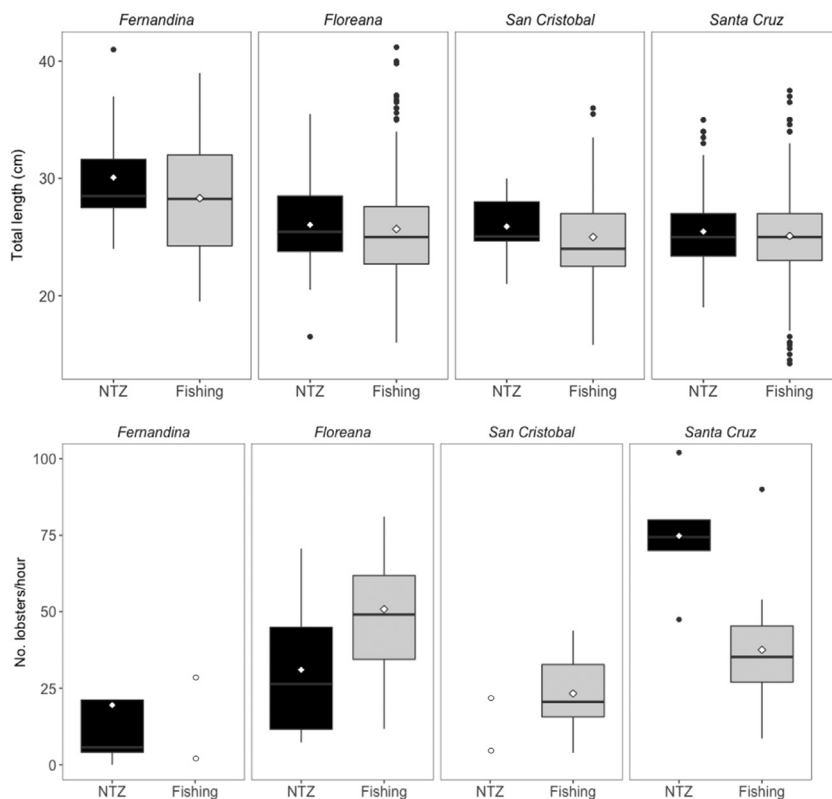 Fernandina Floreana San Cristobal Santa Cruz
Total length (cm)
40
30
20
NTZ Fishing NTZ Fishing NTZ Fishing NTZ Fishing
Fernandina Floreana San Cristobal Santa Cruz
No. lobsters/hour
100
75
50
25
0
NTZ Fishing NTZ Fishing NTZ Fishing NTZ Fishing